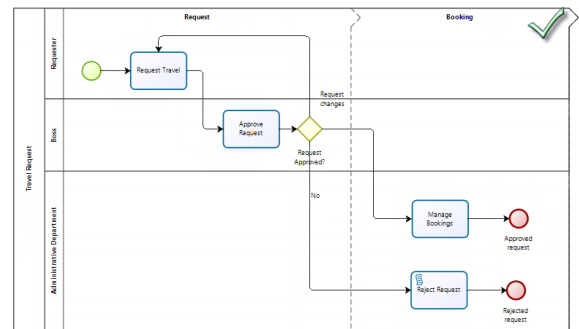 Request
Booking
Travel Request
Requester
Request Travel
Request
changes
Boss
Approve
Request
Request
Approved?
No
Administrative Department
Manage
Bookings
Approved
request
Reject Request
Rejected
request